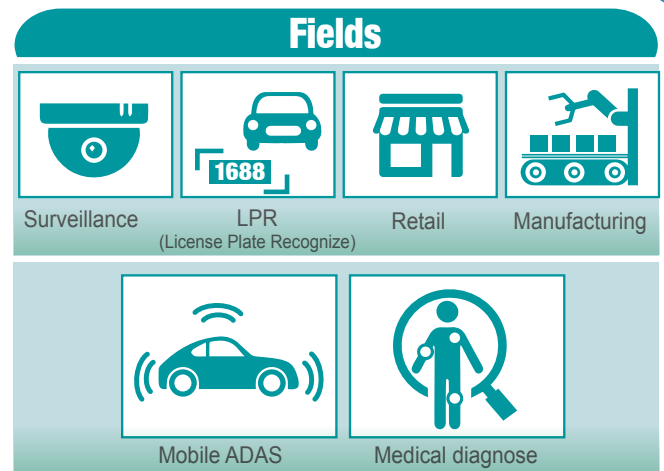 Fields
1688
Surveillance
LPR
(License Plate Recognize)
Retail
Manufacturing
Mobile ADAS
Medical diagnose